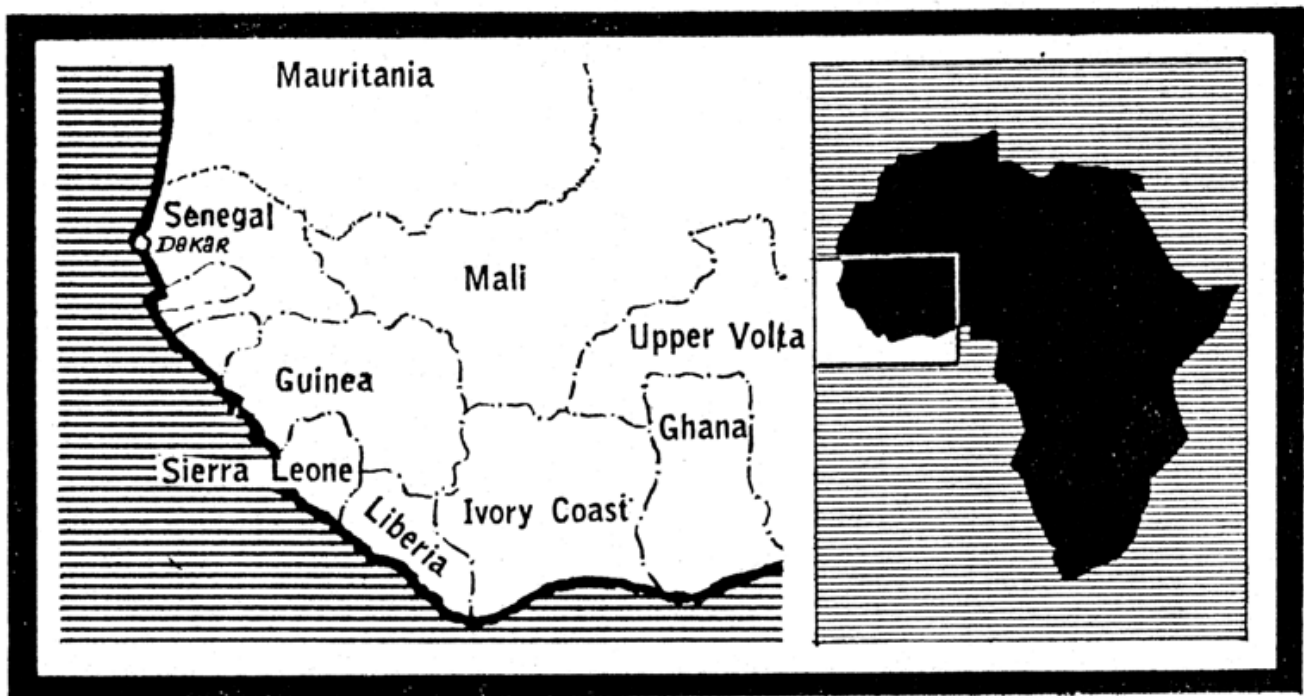 Mauritania
Senegal
DAKAR
Mali
Upper Volta
Guinea
Ghana
Sierra Leone
Ivory Coast
Liberia